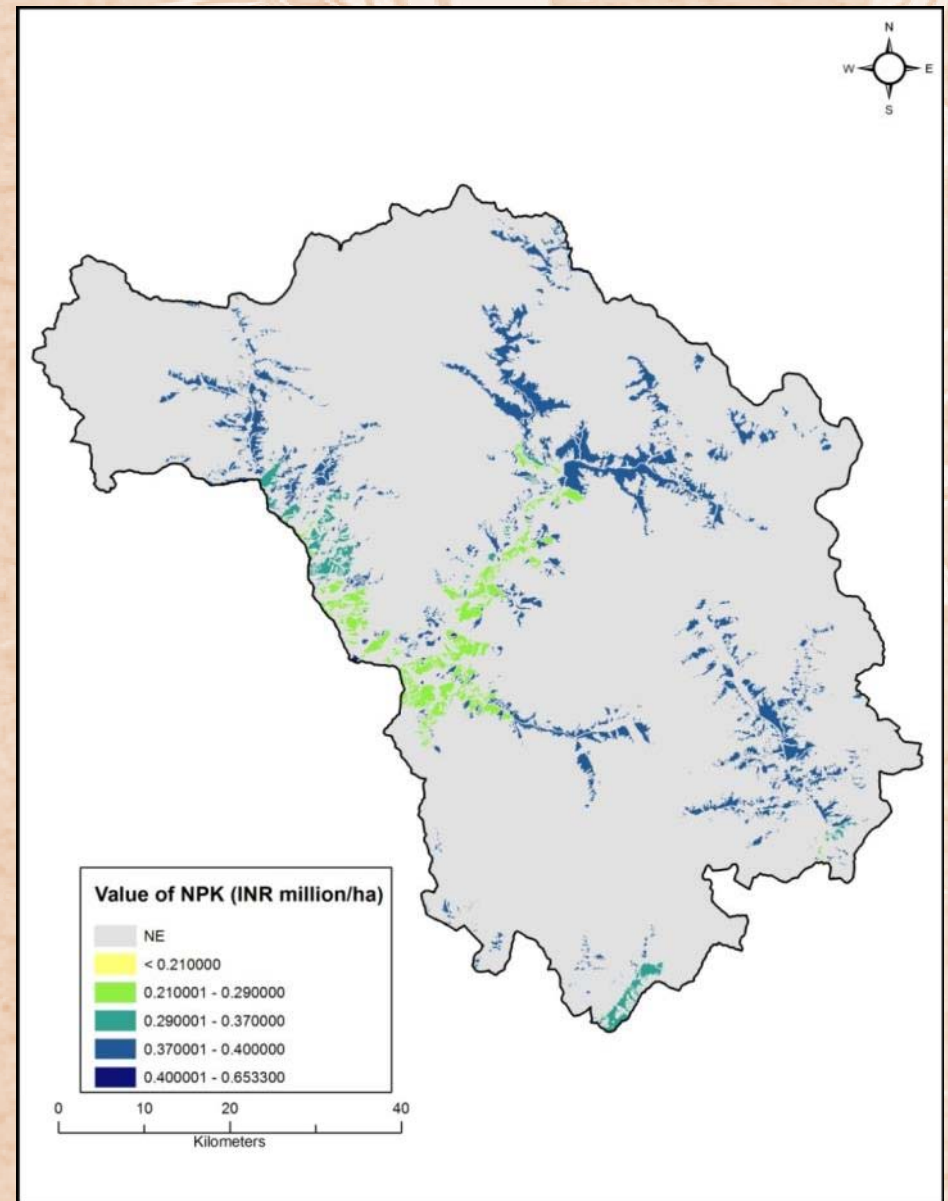 N
W E
S
Value of NPK (INR million/ha)
NE
< 0.210000
0.210001 - 0.290000
0.290001 - 0.370000
0.370001 - 0.400000
0.400001 - 0.653300
0 10 20 40
Kilometers